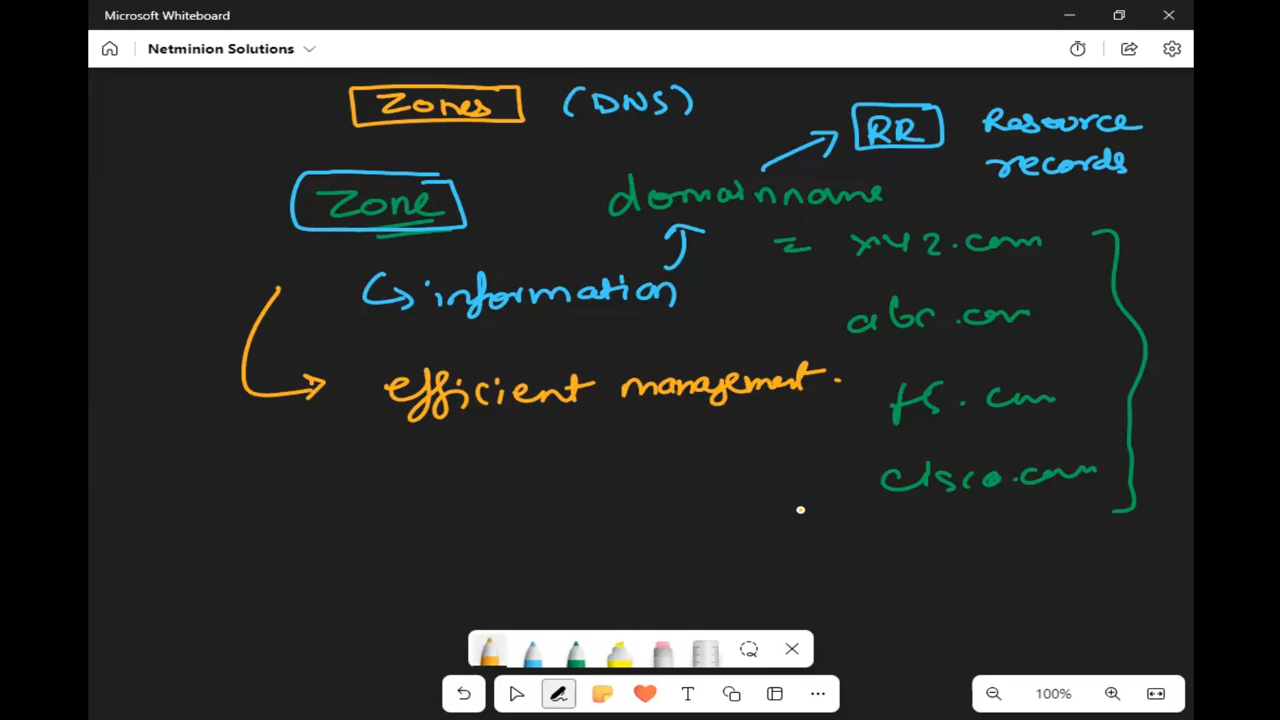 Microsoft Whiteboard
Netminion Solutions
Zones (DNS)
RR Resource
records
Zone domainname
= xyz.com
information
abc.com
efficient management.
fs.com
cisco.com
100%